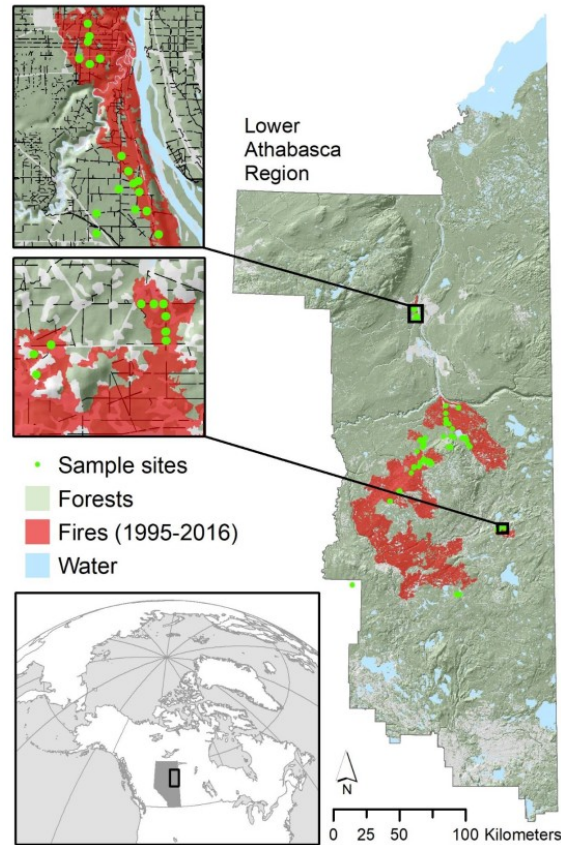 Lower
Athabasca
Region
Sample sites
Forests
Fires (1995-2016)
Water
N
0 25 50 100 Kilometers